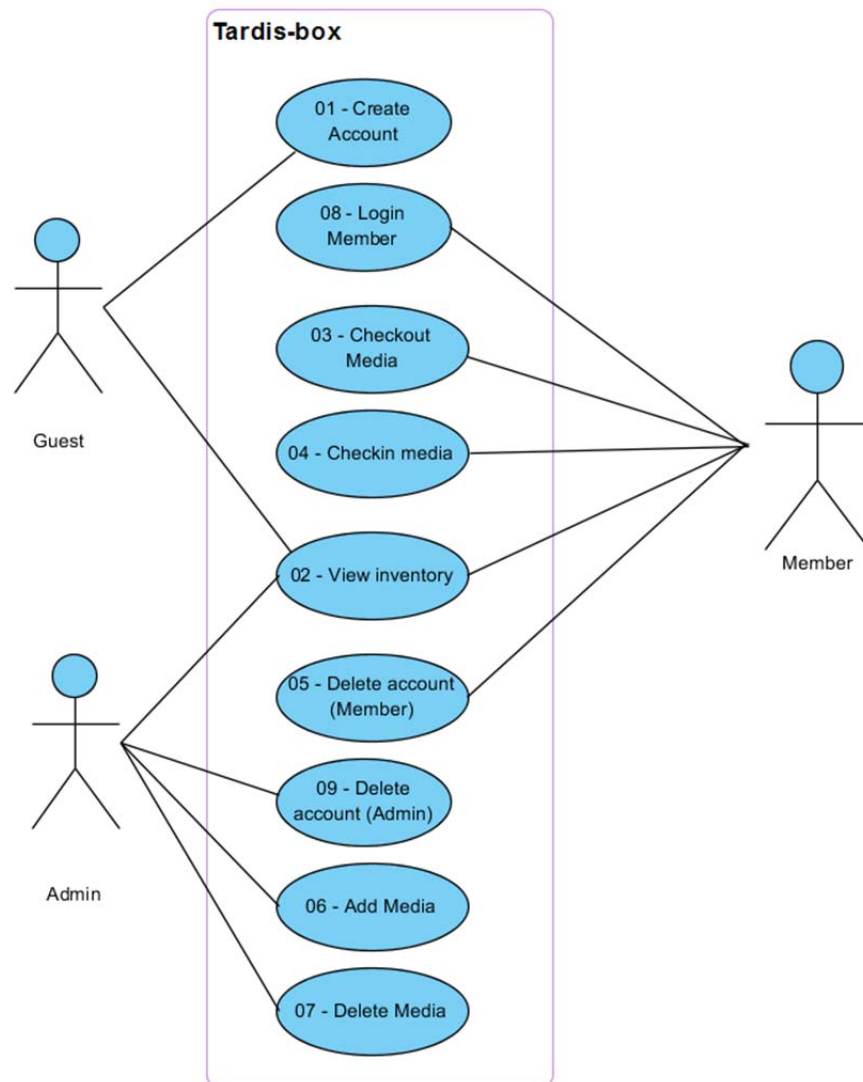 Tardis-box
01 - Create
Account
08 - Login
Member
03 - Checkout
Media
Guest
04 - Checkin media
Member
02 - View inventory
05 - Delete account
(Member)
09 - Delete
account (Admin)
Admin
06 - Add Media
07 - Delete Media